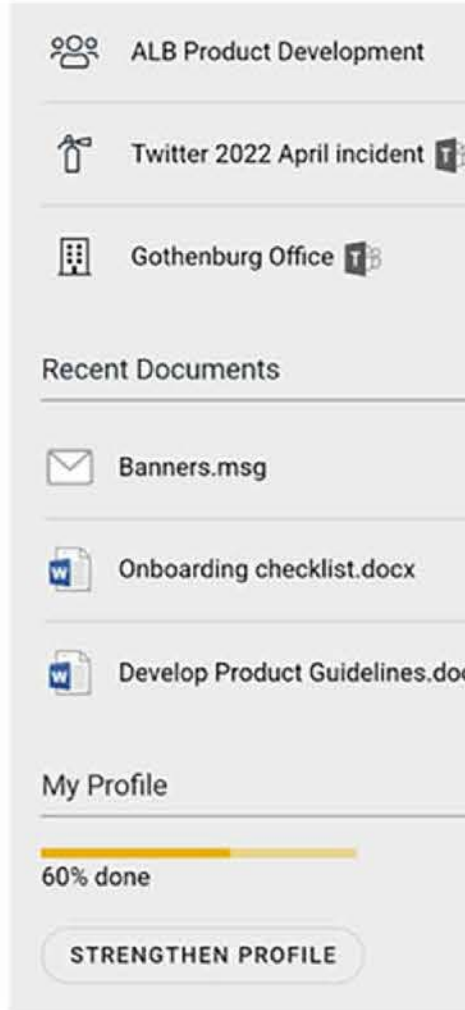 ALB Product Development
Twitter 2022 April incident T
Gothenburg Office T
Recent Documents
Banners.msg
W Onboarding checklist.docx
W Develop Product Guidelines.doc
My Profile
60% done
STRENGTHEN PROFILE